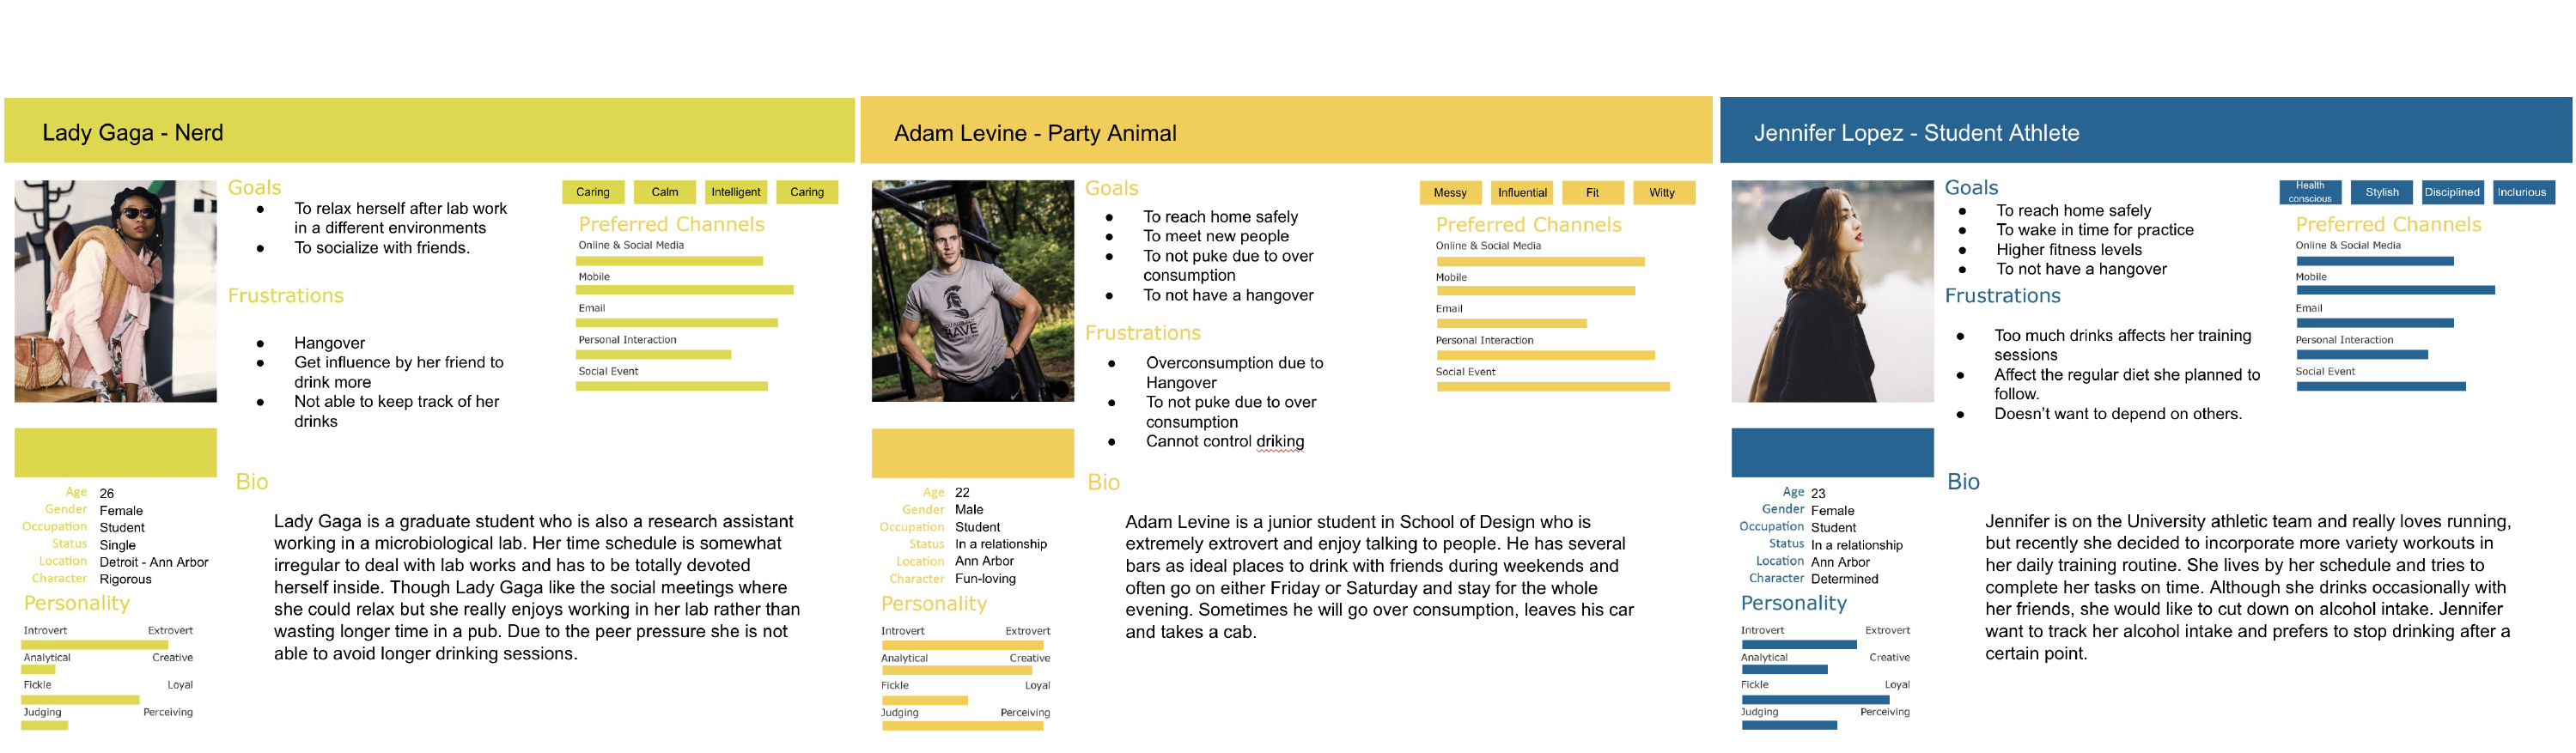 Lady Gaga - Nerd
Goals
● To relax herself after lab work
in a different environments
● To socialize with friends.
Frustrations
● Hangover
● Get influence by her friend to
drink more
● Not able to keep track of her
drinks
Caring Calm Intelligent Caring
Preferred Channels
Online & Social Media
Mobile
Email
Personal Interaction
Social Event
Age 26
Gender Female
Occupation Student
Status Single
Location Detroit - Ann Arbor
Character Rigorous
Personality
Introvert Extrovert
Analytical Creative
Fickle Loyal
Judging Perceiving
Bio
Lady Gaga is a graduate student who is also a research assistant
working in a microbiological lab. Her time schedule is somewhat
irregular to deal with lab works and has to be totally devoted
herself inside. Though Lady Gaga like the social meetings where
she could relax but she really enjoys working in her lab rather than
wasting longer time in a pub. Due to the peer pressure she is not
able to avoid longer drinking sessions.
Adam Levine - Party Animal
Goals
● To reach home safely
● To meet new people
● To not puke due to over
consumption
● To not have a hangover
Frustrations
● Overconsumption due to
Hangover
● To not puke due to over
consumption
● Cannot control driking
Messy Influential Fit Witty
Preferred Channels
Online & Social Media
Mobile
Email
Personal Interaction
Social Event
RAVE
Age 22
Gender Male
Occupation Student
Status In a relationship
Location Ann Arbor
Character Fun-loving
Personality
Introvert Extrovert
Analytical Creative
Fickle Loyal
Judging Perceiving
Bio
Adam Levine is a junior student in School of Design who is
extremely extrovert and enjoy talking to people. He has several
bars as ideal places to drink with friends during weekends and
often go on either Friday or Saturday and stay for the whole
evening. Sometimes he will go over consumption, leaves his car
and takes a cab.
Jennifer Lopez - Student Athlete
Goals
● To reach home safely
● To wake in time for practice
● Higher fitness levels
● To not have a hangover
Frustrations
● Too much drinks affects her training
sessions
● Affect the regular diet she planned to
follow.
● Doesn’t want to depend on others.
Health
conscious Stylish Disciplined Inclurious
Preferred Channels
Online & Social Media
Mobile
Email
Personal Interaction
Social Event
Age 23
Gender Female
Occupation Student
Status In a relationship
Location Ann Arbor
Character Determined
Personality
Introvert Extrovert
Analytical Creative
Fickle Loyal
Judging Perceiving
Bio
Jennifer is on the University athletic team and really loves running,
but recently she decided to incorporate more variety workouts in
her daily training routine. She lives by her schedule and tries to
complete her tasks on time. Although she drinks occasionally with
her friends, she would like to cut down on alcohol intake. Jennifer
want to track her alcohol intake and prefers to stop drinking after a
certain point.